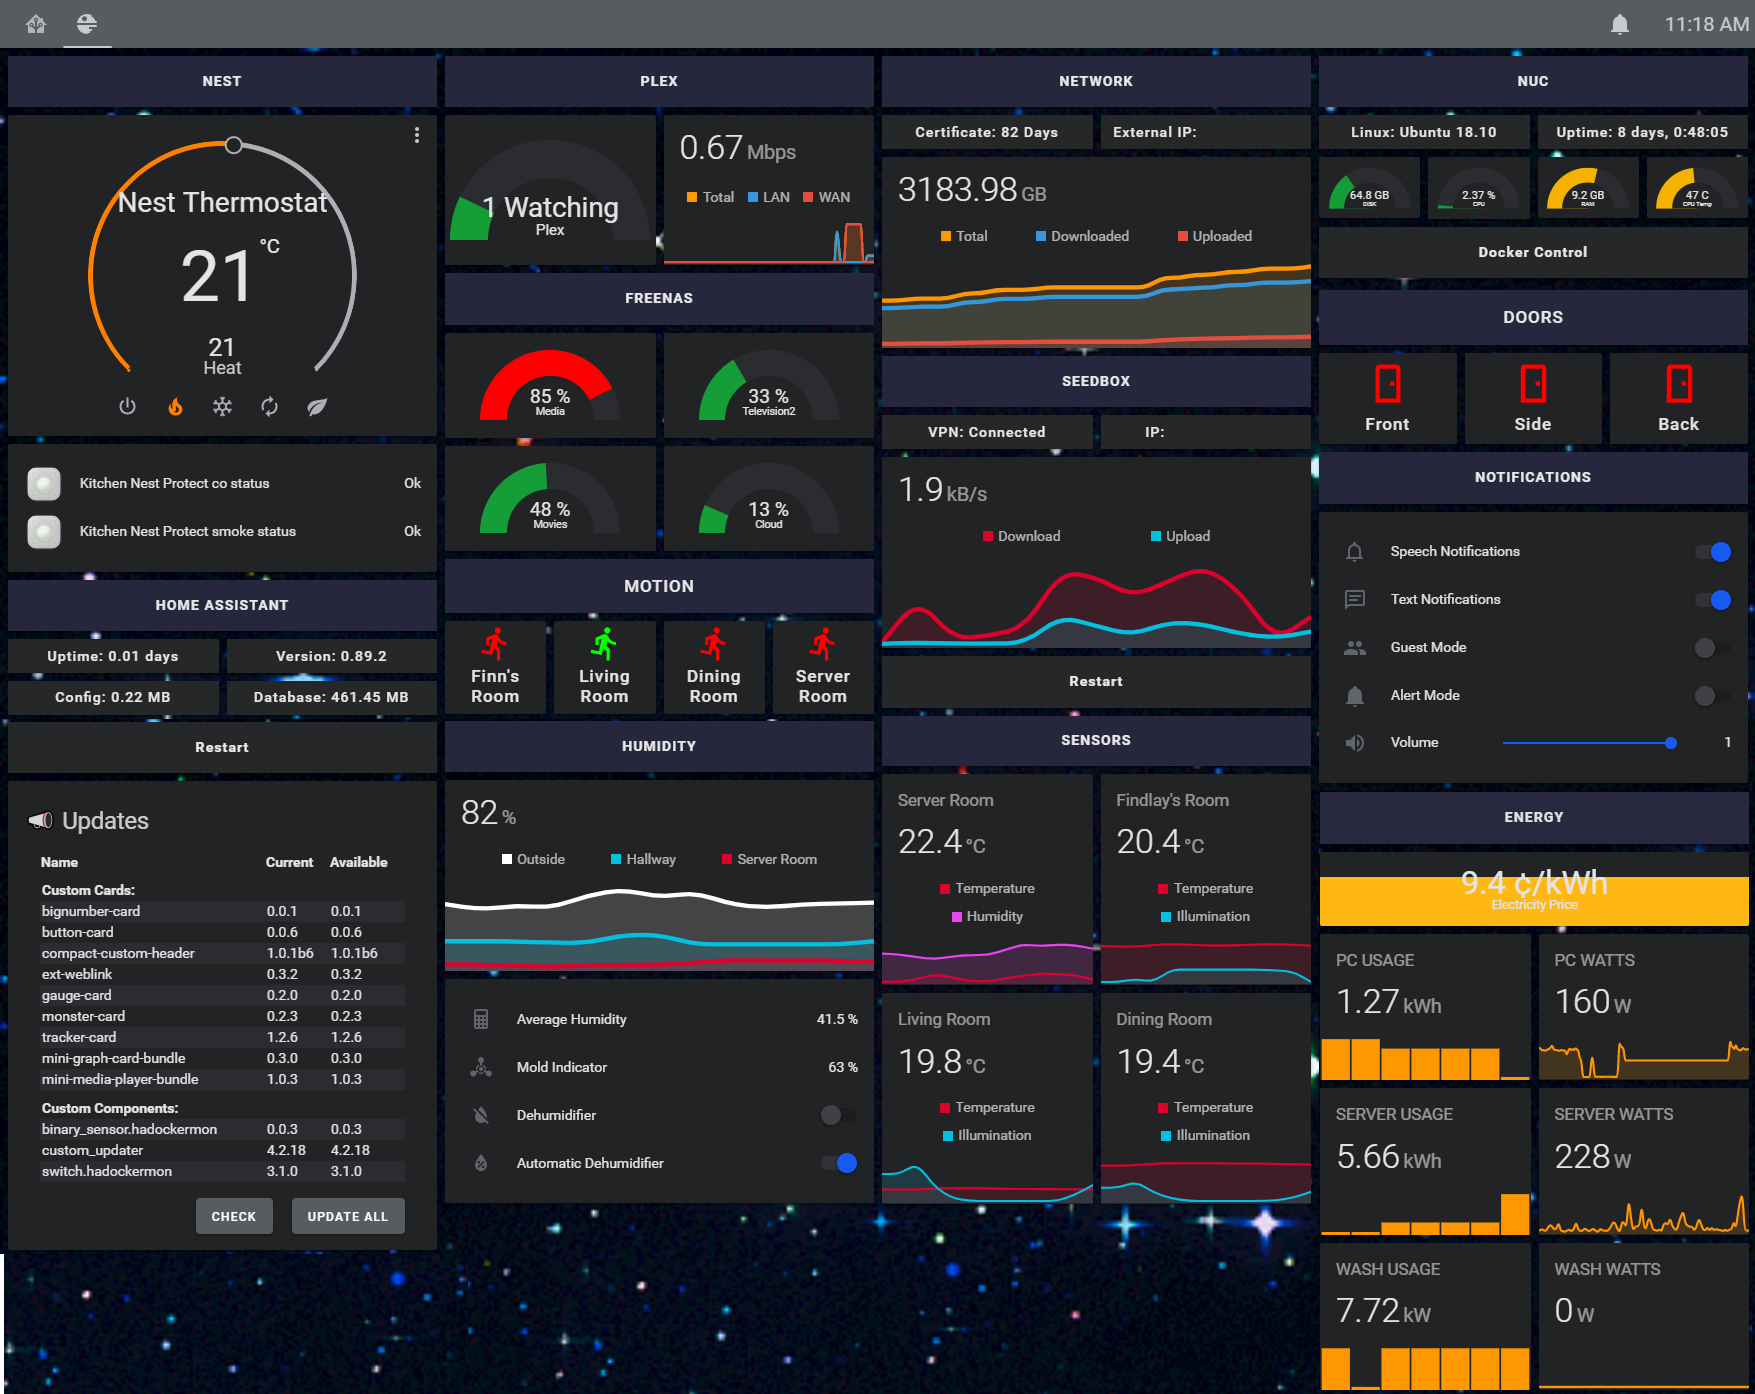 11:18 AM
NEST
Nest Thermostat
21 °C
21
Heat
Kitchen Nest Protect co status Ok
Kitchen Nest Protect smoke status Ok
HOME ASSISTANT
Uptime: 0.01 days Version: 0.89.2
Config: 0.22 MB Database: 461.45 MB
Restart
Updates
Name Current Available
Custom Cards:
bignumber-card 0.0.1 0.0.1
button-card 0.0.6 0.0.6
compact-custom-header 1.0.1b6 1.0.1b6
ext-weblink 0.3.2 0.3.2
gauge-card 0.2.0 0.2.0
monster-card 0.2.3 0.2.3
tracker-card 1.2.6 1.2.6
mini-graph-card-bundle 0.3.0 0.3.0
mini-media-player-bundle 1.0.3 1.0.3
Custom Components:
binary_sensor.hadockermon 0.0.3 0.0.3
custom_updater 4.2.18 4.2.18
switch.hadockermon 3.1.0 3.1.0
CHECK UPDATE ALL
PLEX
1 Watching
Plex
0.67 Mbps
Total LAN WAN
FREENAS
85 %
Media
33 %
Television2
48 %
Movies
13 %
Cloud
MOTION
Finn's
Room
Living
Room
Dining
Room
Server
Room
HUMIDITY
82 %
Outside Hallway Server Room
Average Humidity 41.5 %
Mold Indicator 63 %
Dehumidifier
Automatic Dehumidifier
NETWORK
Certificate: 82 Days External IP:
3183.98 GB
Total Downloaded Uploaded
SEEDBOX
VPN: Connected IP:
1.9 kB/s
Download Upload
Restart
SENSORS
Server Room
22.4 °C
Temperature
Humidity
Findlay's Room
20.4 °C
Temperature
Illumination
Living Room
19.8 °C
Temperature
Illumination
Dining Room
19.4 °C
Temperature
Illumination
NUC
Linux: Ubuntu 18.10 Uptime: 8 days, 0:48:05
64.8 GB
DISK
2.37 %
CPU
9.2 GB
RAM
47 C
CPU Temp
Docker Control
DOORS
Front Side Back
NOTIFICATIONS
Speech Notifications
Text Notifications
Guest Mode
Alert Mode
Volume 1
ENERGY
9.4 ¢/kWh
Electricity Price
PC USAGE
1.27 kWh
PC WATTS
160 W
SERVER USAGE
5.66 kWh
SERVER WATTS
228 W
WASH USAGE
7.72 kW
WASH WATTS
0 W